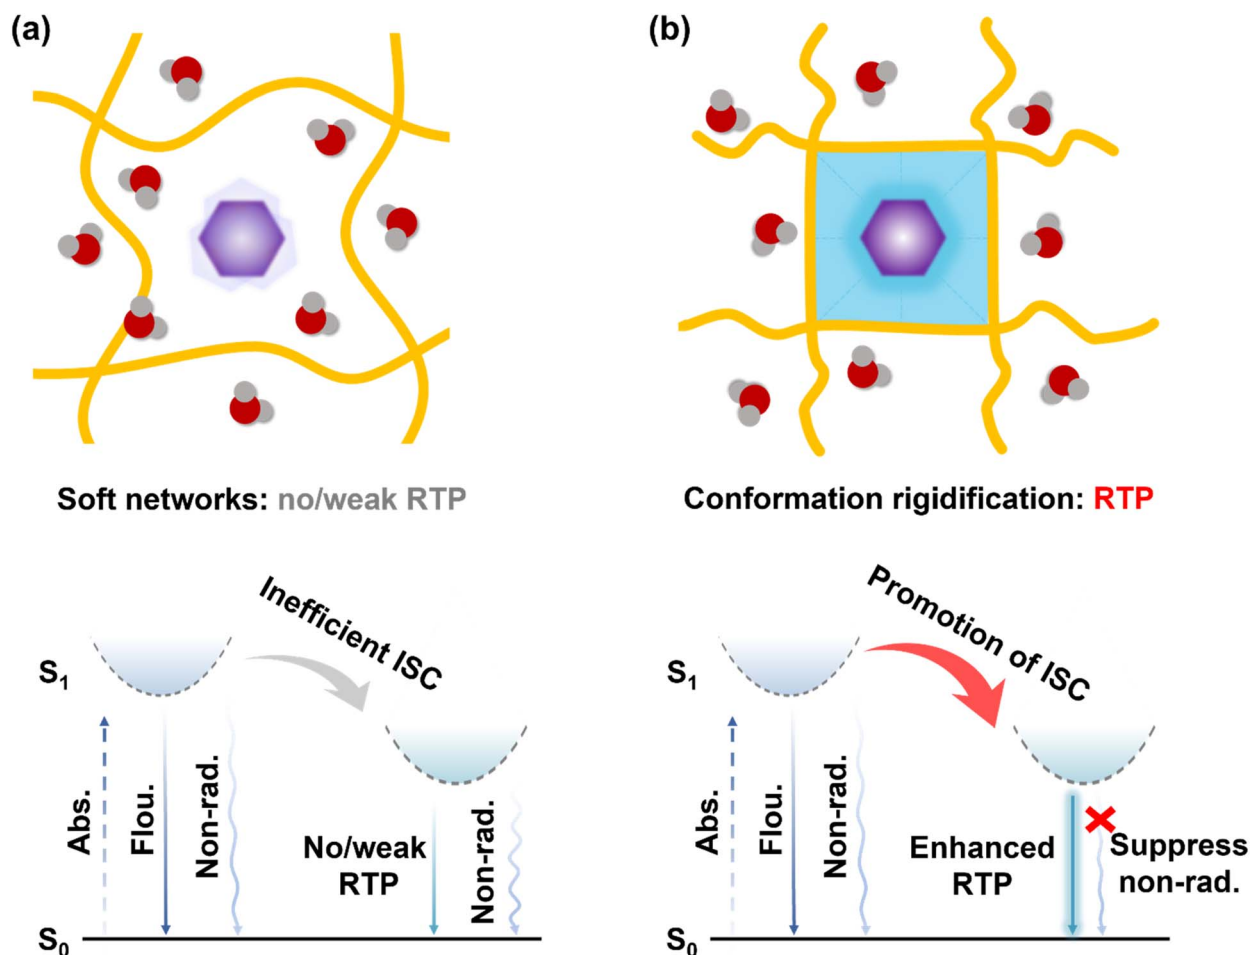 (a)
Soft networks: no/weak RTP
Inefficient ISC
S1
Abs.
Flou.
Non-rad.
No/weak
RTP
Non-rad.
S0
(b)
Conformation rigidification: RTP
Promotion of ISC
S1
Abs.
Flou.
Non-rad.
Enhanced
RTP
Suppress
non-rad.
S0